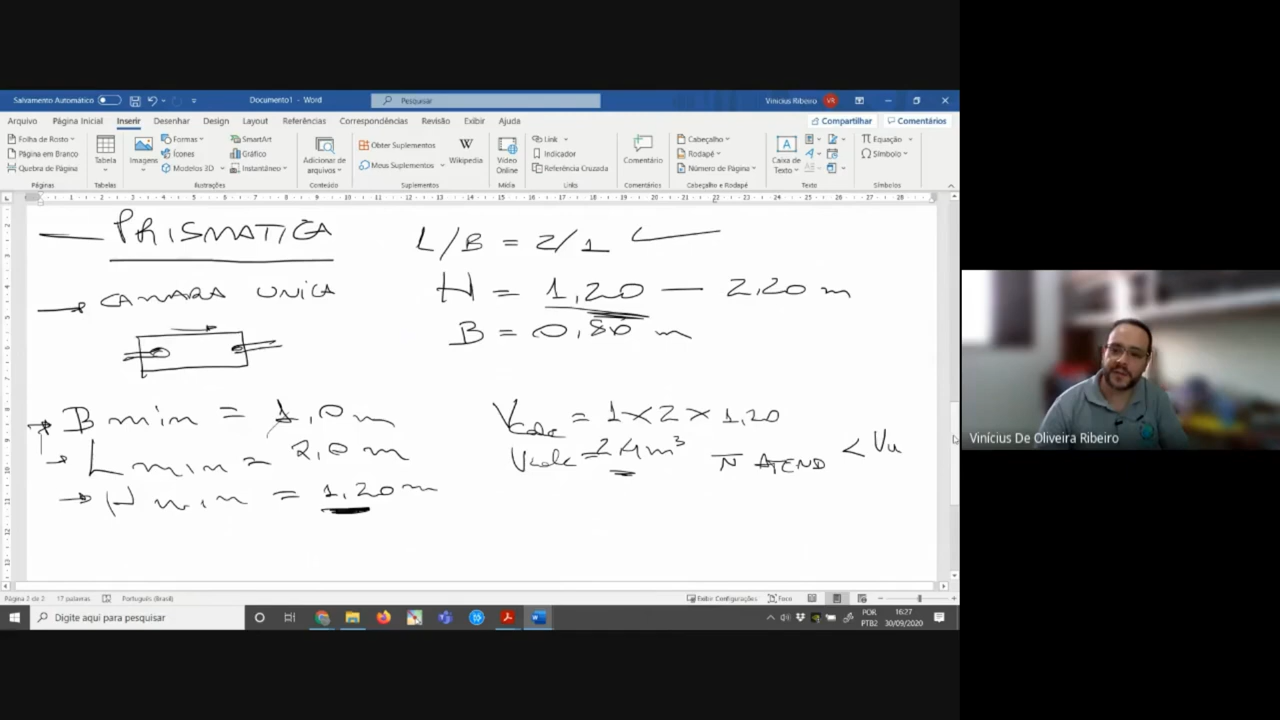 Salvamento Automático
Documento1 - Word
Pesquisar
Vinicius Ribeiro VR
Arquivo Página Inicial Inserir Desenhar Design Layout Referências Correspondências Revisão Exibir Ajuda
Compartilhar Comentários
Folha de Rosto
Página em Branco
Quebra de Página
Páginas
Tabela
Tabelas
Imagens
Formas
Ícones
Modelos 3D
SmartArt
Gráfico
Instantâneo
Ilustrações
Adicionar de arquivos
Conteúdo
Obter Suplementos
Meus Suplementos
Wikipedia
Suplementos
Vídeo Online
Mídia
Link
Indicador
Referência Cruzada
Links
Comentário
Comentários
Cabeçalho
Rodapé
Número de Página
Cabeçalho e Rodapé
Caixa de Texto
Texto
Equação
Símbolo
Símbolos
PRISMATICA
L/B = 2/1
CAMARA UNICA
H = 1,20 — 2,20 m
B = 0,80 m
B min = 1,0 m
L min = 2,0 m
H min = 1,20 m
Vcalc = 1 x 2 x 1,20
Vcalc = 2,4 m³ N ATEND < Vu
Vinícius De Oliveira Ribeiro
Página 2 de 2 17 palavras Português (Brasil)
Exibir Configurações Foco
Digite aqui para pesquisar
POR
PTB2
16:27
30/09/2020